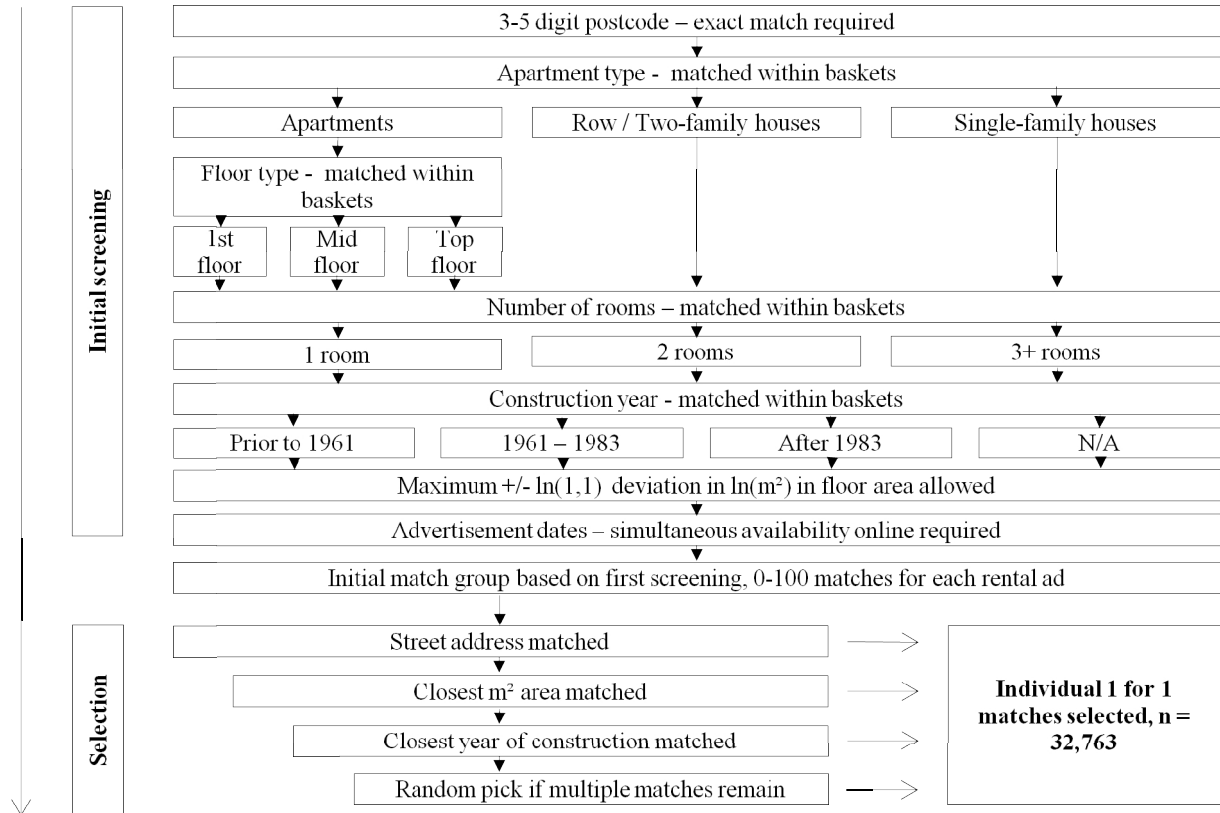 Initial screening
3-5 digit postcode – exact match required
Apartment type - matched within baskets
Apartments
Row / Two-family houses
Single-family houses
Floor type - matched within
baskets
1st
floor
Mid
floor
Top
floor
Number of rooms – matched within baskets
1 room
2 rooms
3+ rooms
Construction year - matched within baskets
Prior to 1961
1961 – 1983
After 1983
N/A
Maximum +/- ln(1,1) deviation in ln(m²) in floor area allowed
Advertisement dates – simultaneous availability online required
Initial match group based on first screening, 0-100 matches for each rental ad
Selection
Street address matched
Closest m² area matched
Closest year of construction matched
Random pick if multiple matches remain
Individual 1 for 1
matches selected, n =
32,763